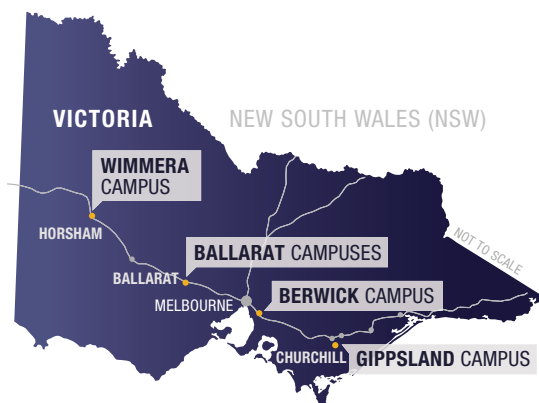 VICTORIA
NEW SOUTH WALES (NSW)
WIMMERA
CAMPUS
HORSHAM
BALLARAT CAMPUSES
BALLARAT
NOT TO SCALE
MELBOURNE
BERWICK CAMPUS
CHURCHILL
GIPPSLAND CAMPUS